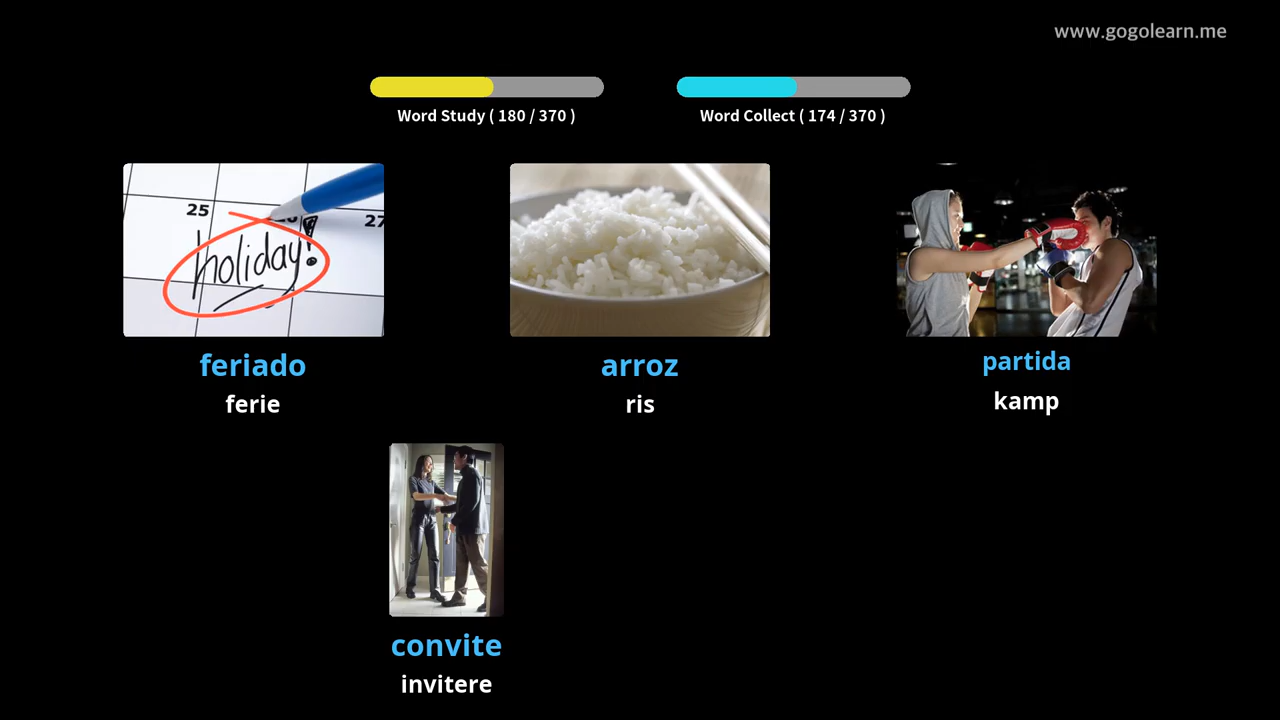 www.gogolearn.me
Word Study ( 180 / 370 )
Word Collect ( 174 / 370 )
25
27
holiday!
feriado
arroz
partida
ferie
ris
kamp
convite
invitere